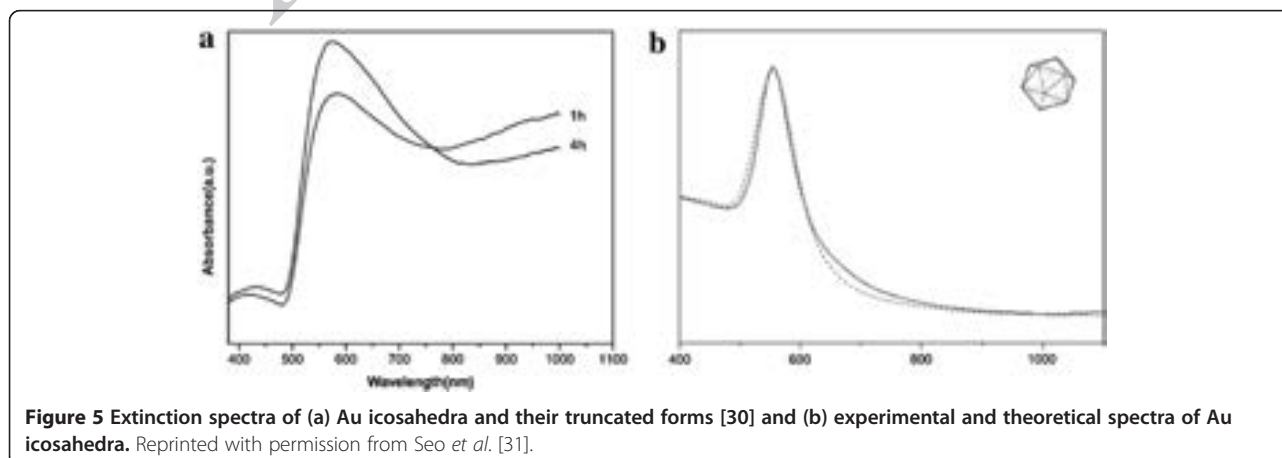 a
b
Absorbance(a.u.)
1h
4h
400 500 600 700 800 900 1000 1100
400 600 800 1000
Wavelength(nm)
Figure 5 Extinction spectra of (a) Au icosahedra and their truncated forms [30] and (b) experimental and theoretical spectra of Au
icosahedra. Reprinted with permission from Seo et al. [31].